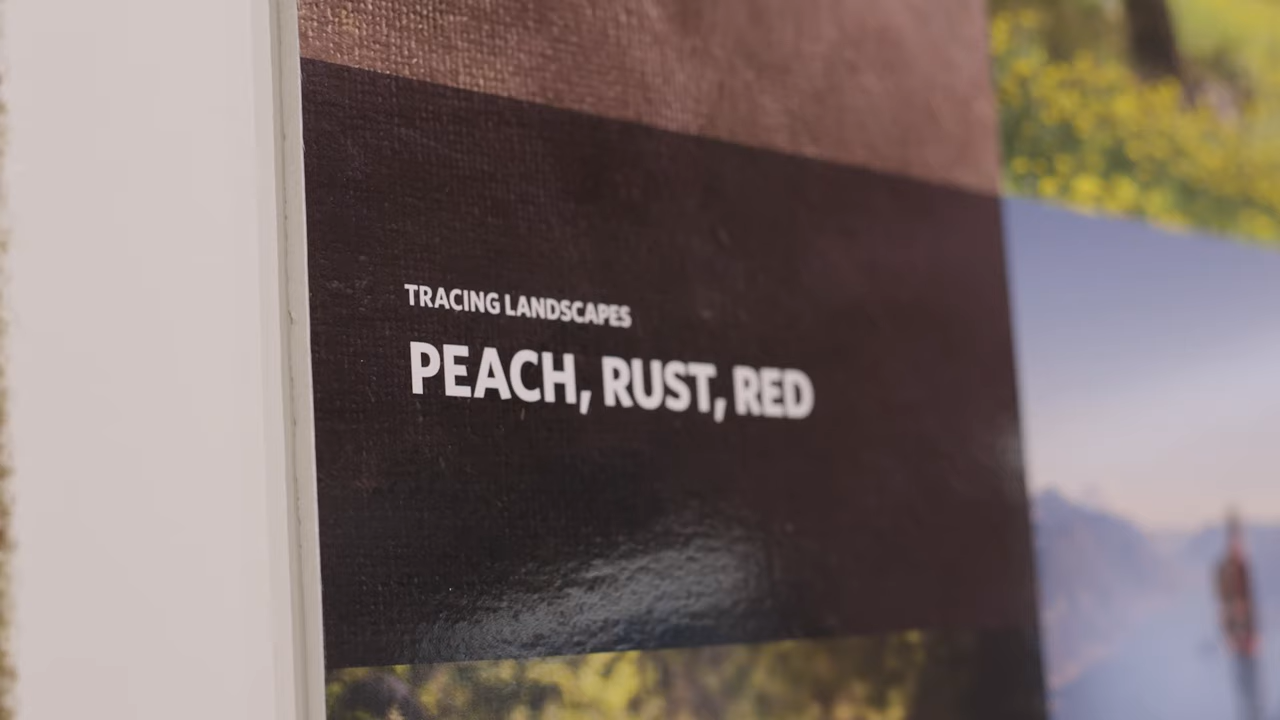 TRACING LANDSCAPES
PEACH, RUST, RED